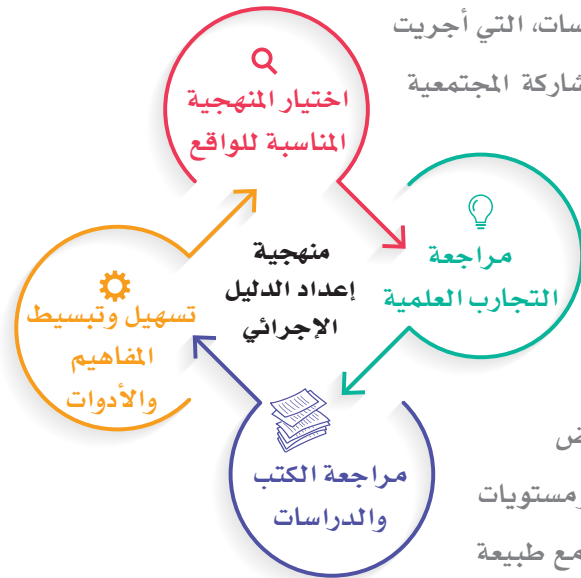 سات، التي أجريت
شاركة المجتمعية
اختيار المنهجية
المناسبة للواقع
مراجعة
التجارب العلمية
منهجية
إعداد الدليل
الإجرائي
تسهيل وتبسيط
المفاهيم
والأدوات
مراجعة الكتب
والدراسات
ض
مستويات
مع طبيعة